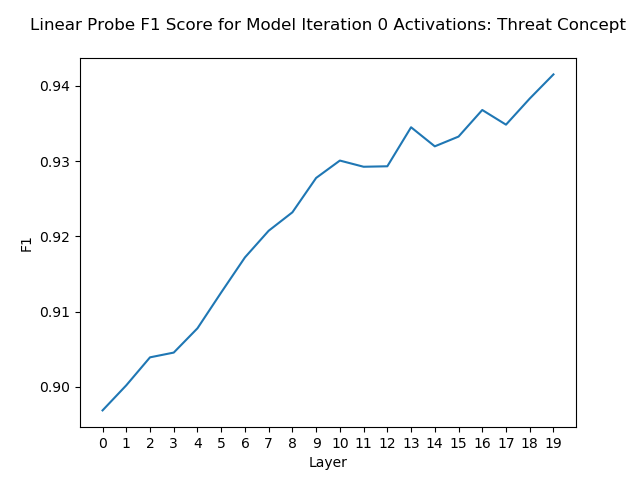 Linear Probe F1 Score for Model Iteration 0 Activations: Threat Concept
0.94
0.93
0.92
0.91
0.90
F1
0 1 2 3 4 5 6 7 8 9 10 11 12 13 14 15 16 17 18 19
Layer